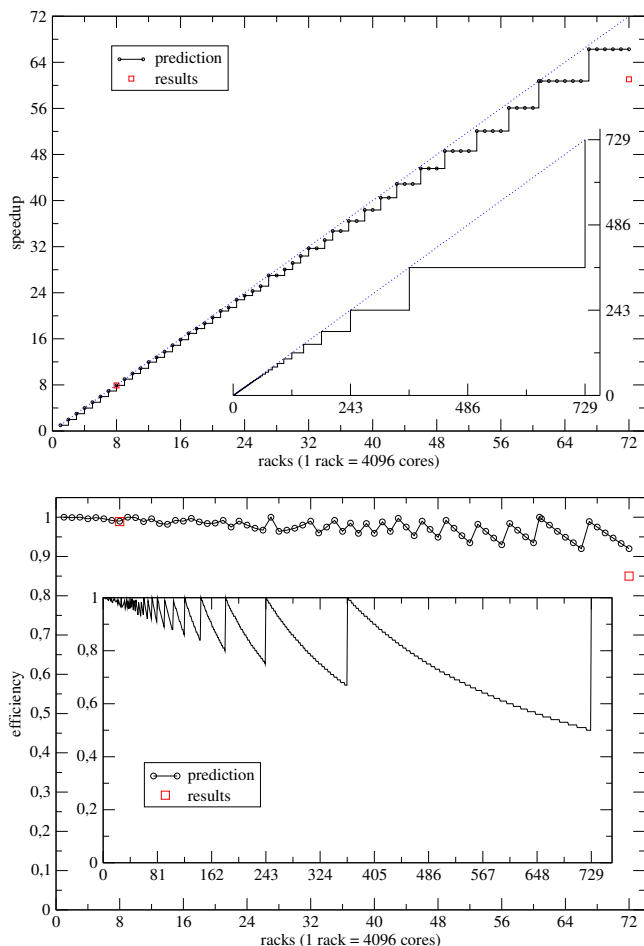 72
64
56
48
40
32
24
16
8
0
speedup
prediction
results
729
486
243
0
0 243 486 729
0 8 16 24 32 40 48 56 64 72
racks (1 rack = 4096 cores)
1
0,9
0,8
0,7
0,6
0,5
0,4
0,3
0,2
0,1
0
efficiency
1
0,8
0,6
0,4
0,2
0
prediction
results
0 81 162 243 324 405 486 567 648 729
0 8 16 24 32 40 48 56 64 72
racks (1 rack = 4096 cores)